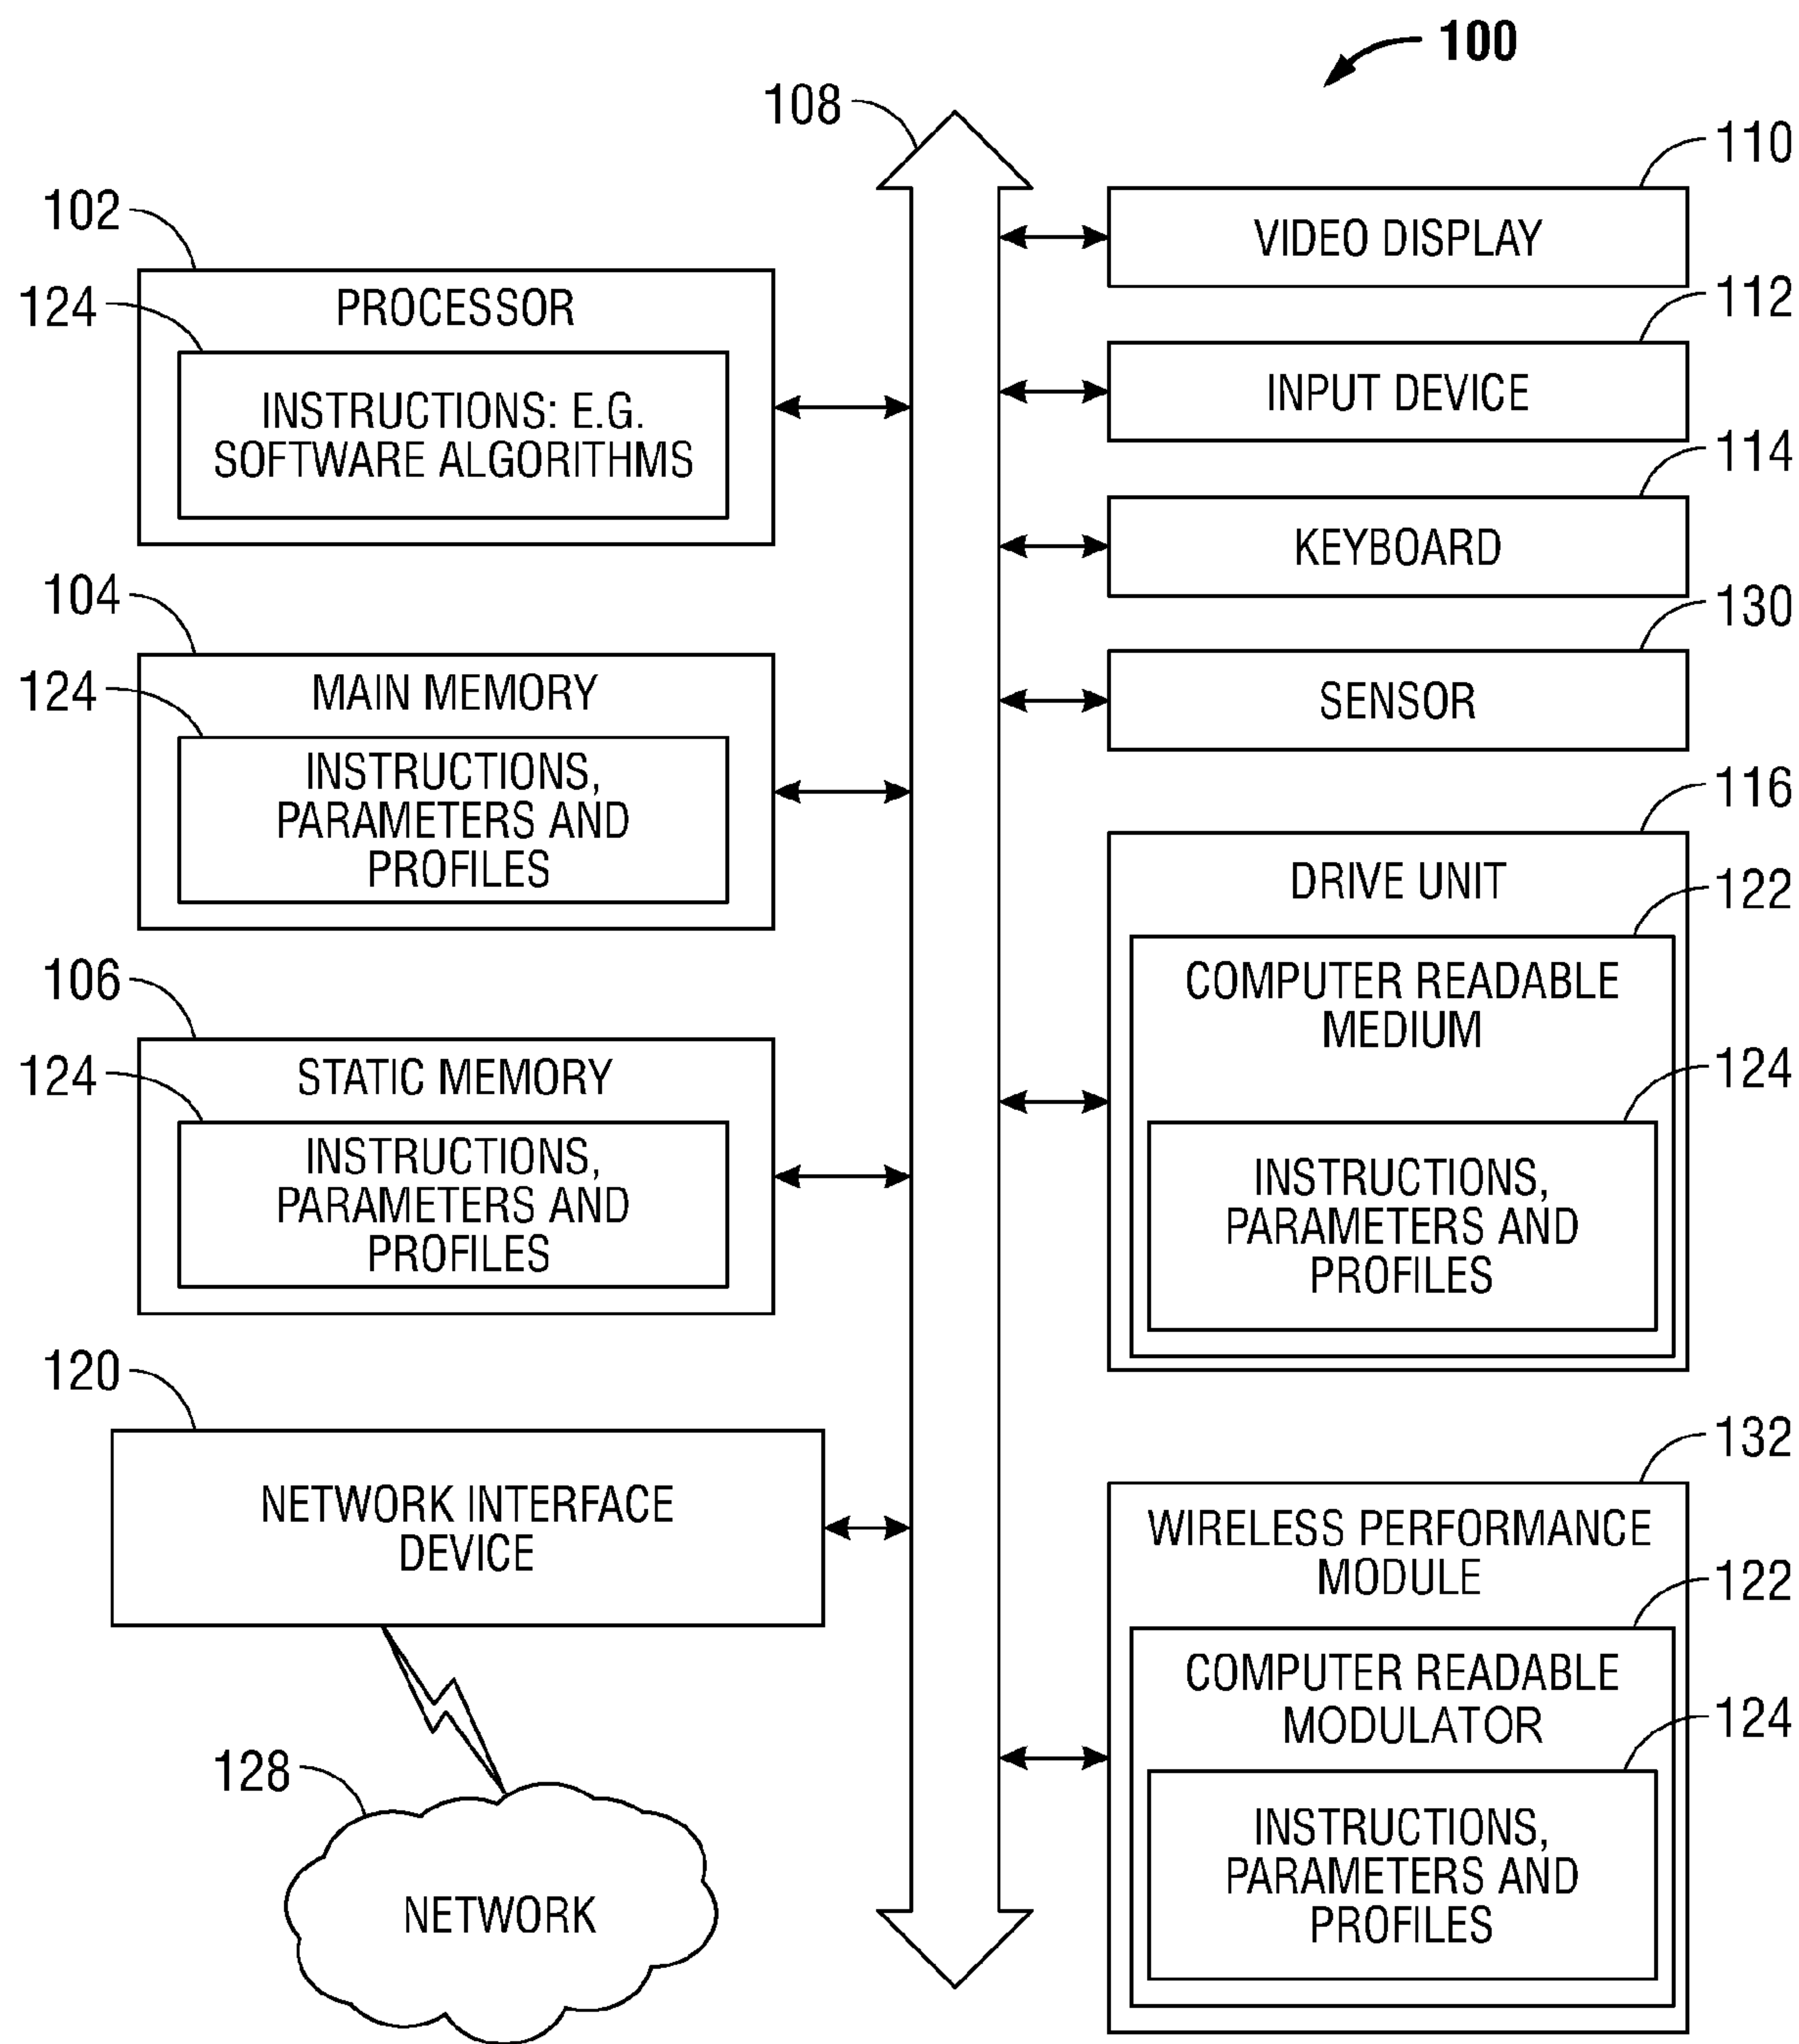 100
108
102
124
PROCESSOR
INSTRUCTIONS: E.G.
SOFTWARE ALGORITHMS
104
124
MAIN MEMORY
INSTRUCTIONS,
PARAMETERS AND
PROFILES
106
124
STATIC MEMORY
INSTRUCTIONS,
PARAMETERS AND
PROFILES
120
NETWORK INTERFACE
DEVICE
128
NETWORK
110
VIDEO DISPLAY
112
INPUT DEVICE
114
KEYBOARD
130
SENSOR
116
DRIVE UNIT
122
COMPUTER READABLE
MEDIUM
124
INSTRUCTIONS,
PARAMETERS AND
PROFILES
132
WIRELESS PERFORMANCE
MODULE
122
COMPUTER READABLE
MODULATOR
124
INSTRUCTIONS,
PARAMETERS AND
PROFILES